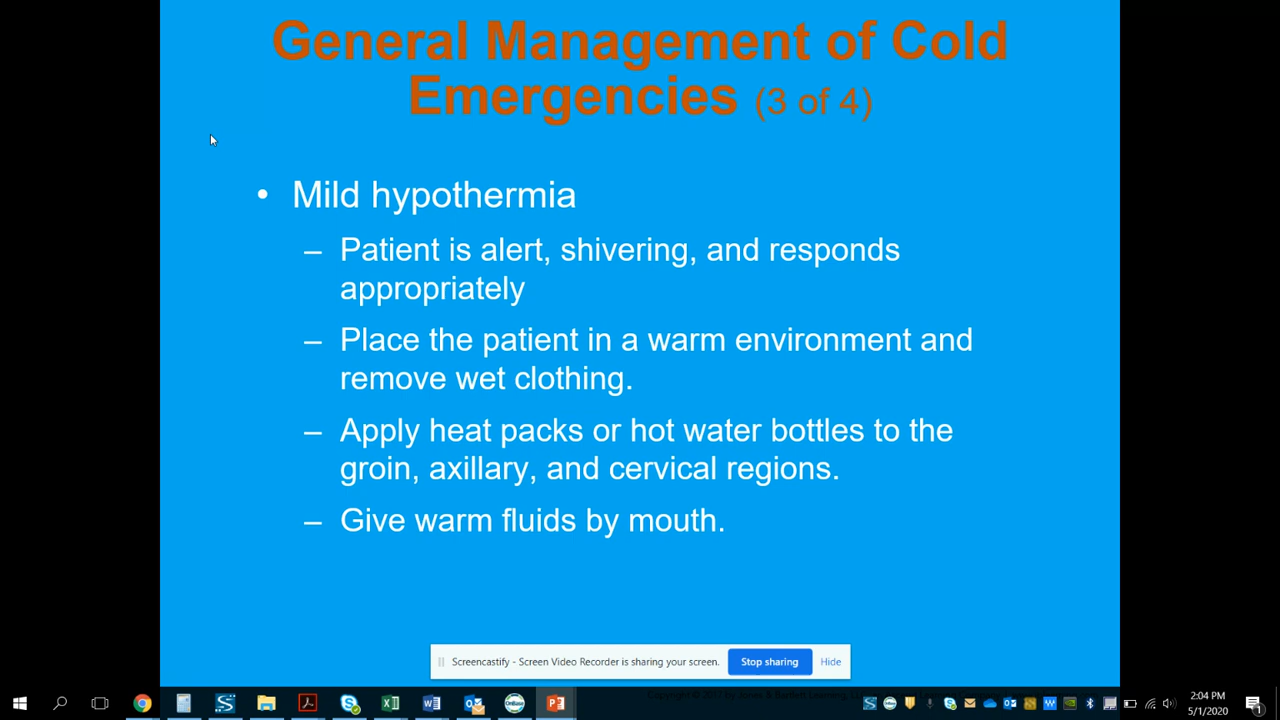 General Management of Cold
Emergencies (3 of 4)
• Mild hypothermia
– Patient is alert, shivering, and responds
appropriately
– Place the patient in a warm environment and
remove wet clothing.
– Apply heat packs or hot water bottles to the
groin, axillary, and cervical regions.
– Give warm fluids by mouth.
Screencastify - Screen Video Recorder is sharing your screen.
Stop sharing
Hide
2:04 PM
5/1/2020